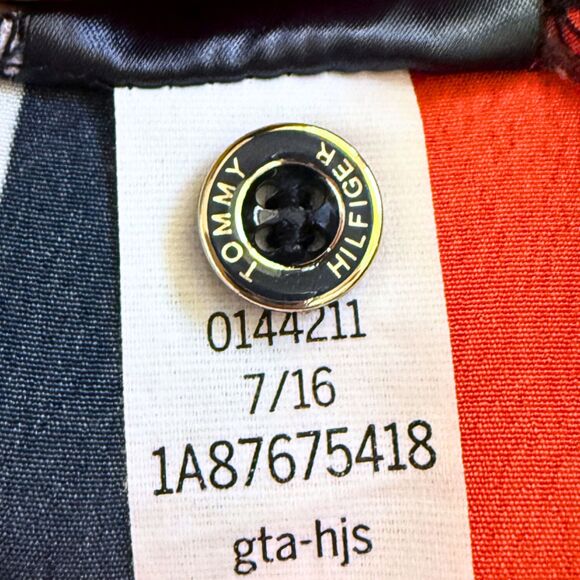 TOMMY HILFIGER
0144211
7/16
1A87675418
gta-hjs